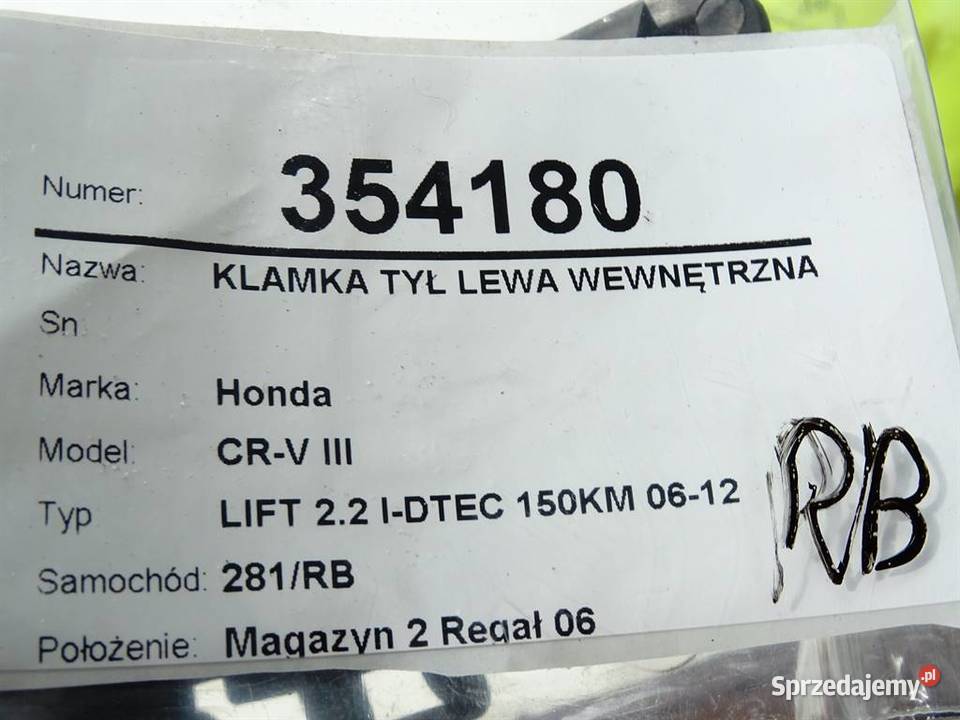 Numer: 354180
Nazwa: KLAMKA TYŁ LEWA WEWNĘTRZNA
Sn
Marka: Honda
Model: CR-V III
Typ LIFT 2.2 I-DTEC 150KM 06-12
Samochód: 281/RB
Położenie: Magazyn 2 Regał 06
RB
Sprzedajemy.pl